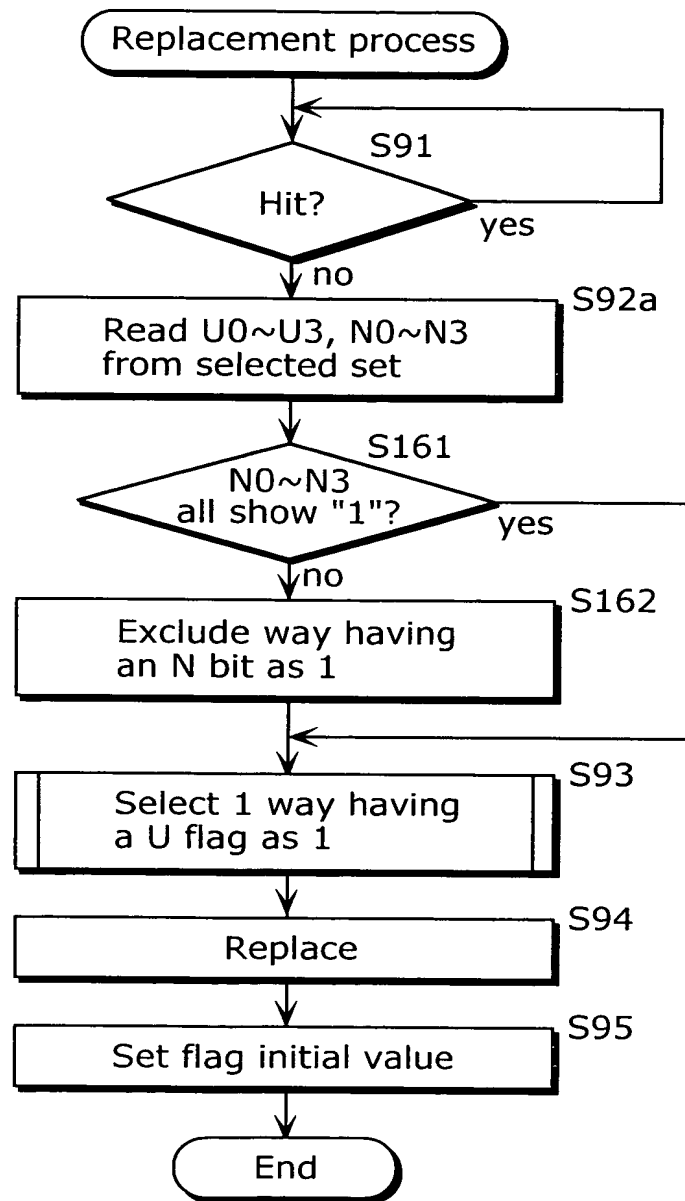 Replacement process
S91
Hit?
yes
no
S92a
Read U0~U3, N0~N3
from selected set
S161
N0~N3
all show "1"?
yes
no
S162
Exclude way having
an N bit as 1
S93
Select 1 way having
a U flag as 1
S94
Replace
S95
Set flag initial value
End